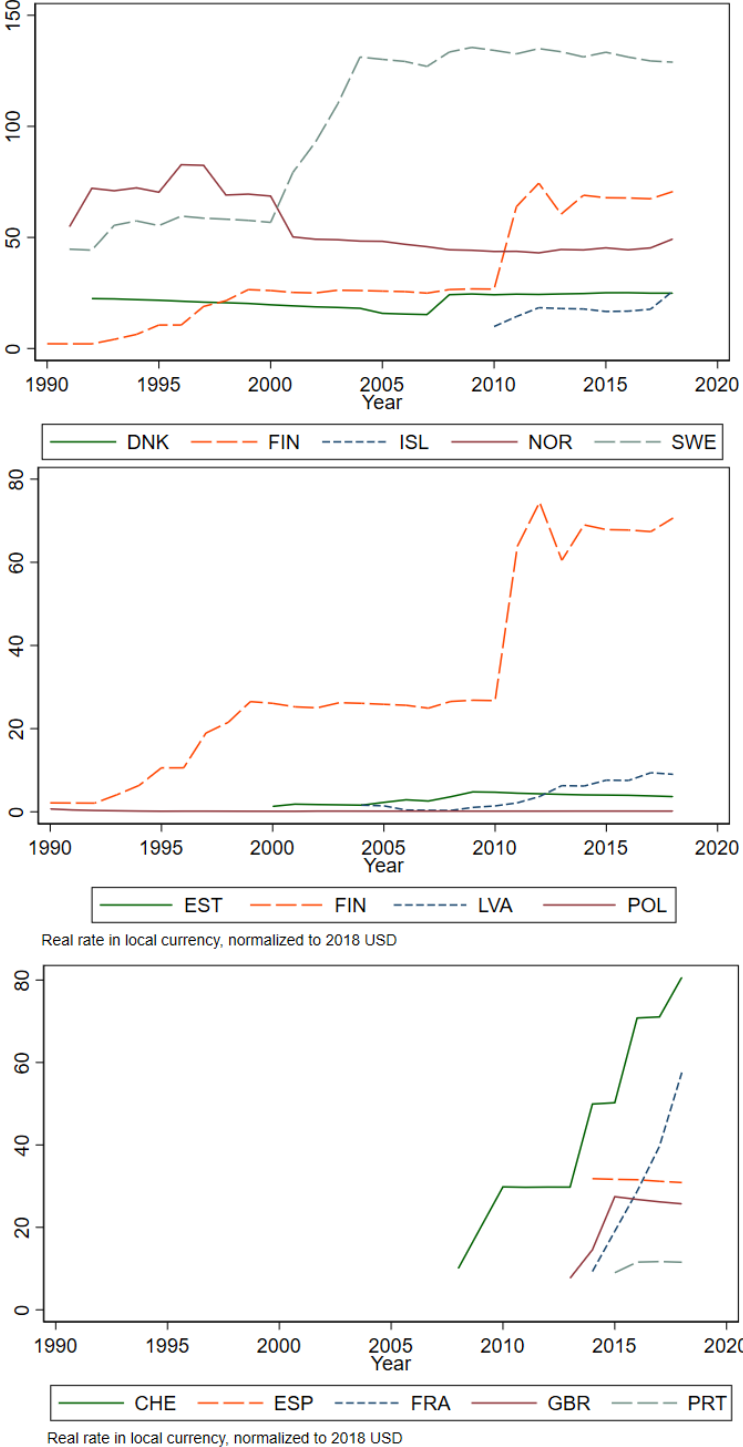 150
100
50
0
1990 1995 2000 2005 2010 2015 2020
Year
DNK FIN ISL NOR SWE
80
60
40
20
0
1990 1995 2000 2005 2010 2015 2020
Year
EST FIN LVA POL
Real rate in local currency, normalized to 2018 USD
80
60
40
20
0
1990 1995 2000 2005 2010 2015 2020
Year
CHE ESP FRA GBR PRT
Real rate in local currency, normalized to 2018 USD